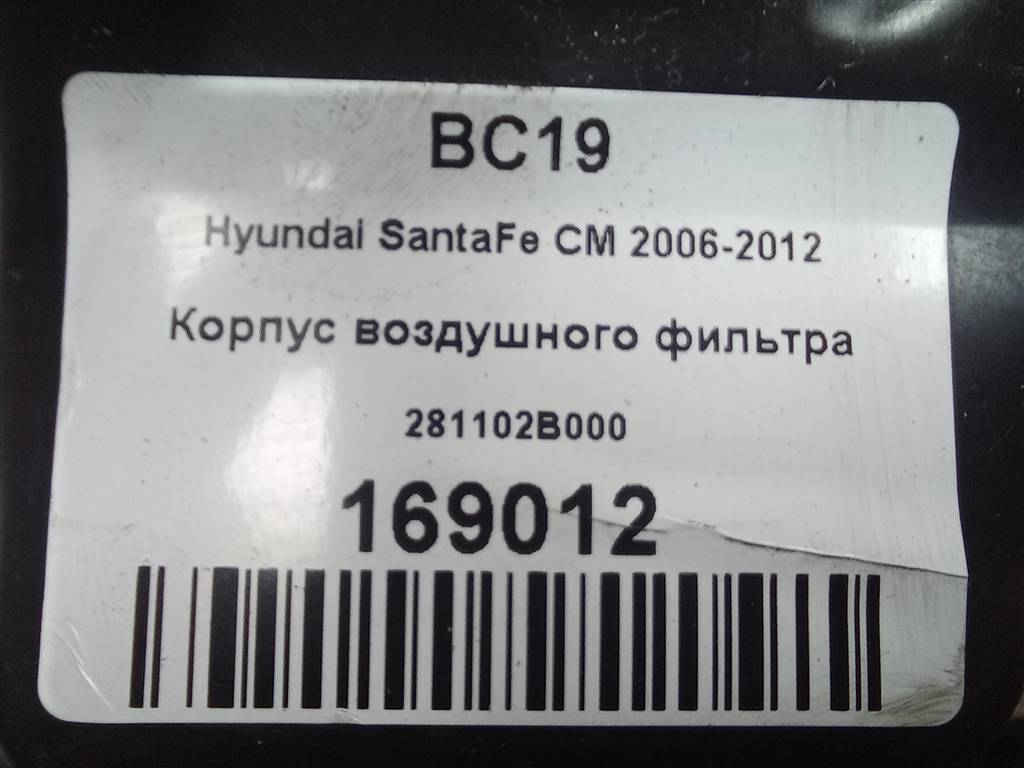 BC19
Hyundai SantaFe CM 2006-2012
Корпус воздушного фильтра
281102B000
169012